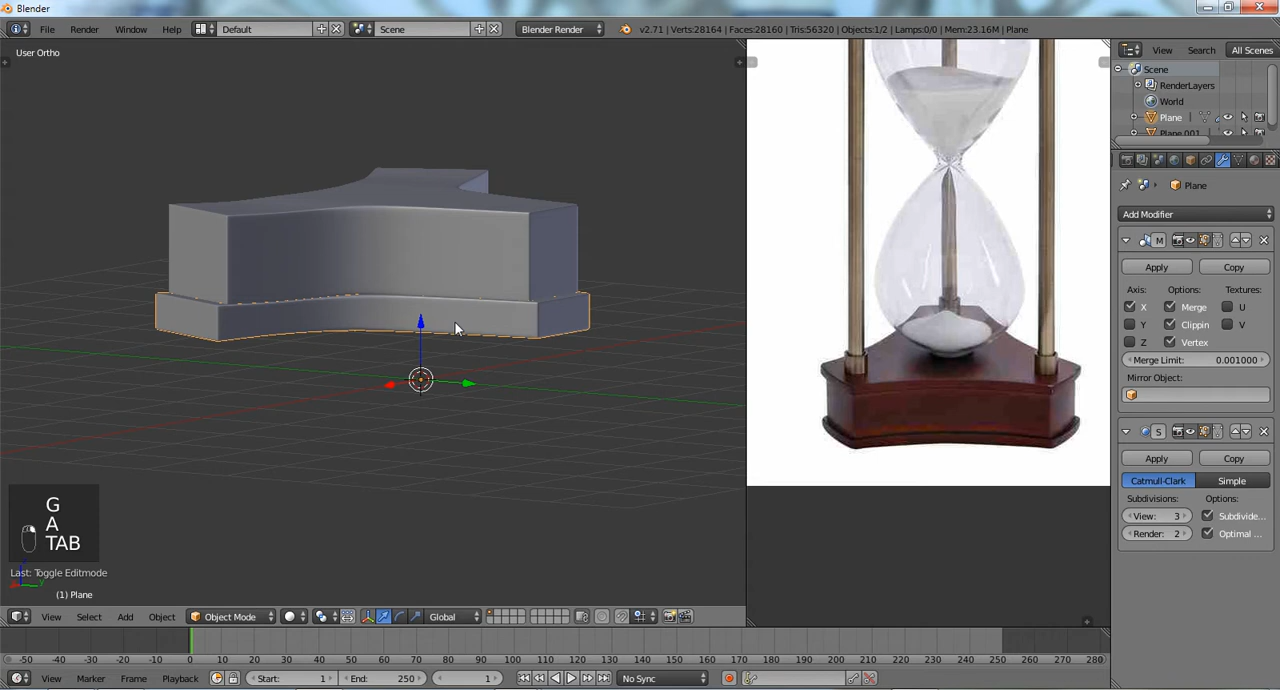 Blender
File Render Window Help Default Scene Blender Render v2.71 | Verts:28164 | Faces:28160 | Tris:56320 | Objects:1/2 | Lamps:0/0 | Mem:23.16M | Plane
User Ortho
View Search All Scenes
Scene
RenderLayers
World
Plane
Plane.001
Plane
Add Modifier
M
Apply Copy
Axis: Options: Textures:
X Merge U
Y Clippin V
Z Vertex
Merge Limit: 0.001000
Mirror Object:
S
Apply Copy
Catmull-Clark Simple
Subdivisions: Options:
View: 3 Subdivide...
Render: 2 Optimal ...
G
A
TAB
Last: Toggle Editmode
(1) Plane
View Select Add Object Object Mode Global
-50 -40 -30 -20 -10 0 10 20 30 40 50 60 70 80 90 100 110 120 130 140 150 160 170 180 190 200 210 220 230 240 250 260 270 280
View Marker Frame Playback Start: 1 End: 250 1 No Sync